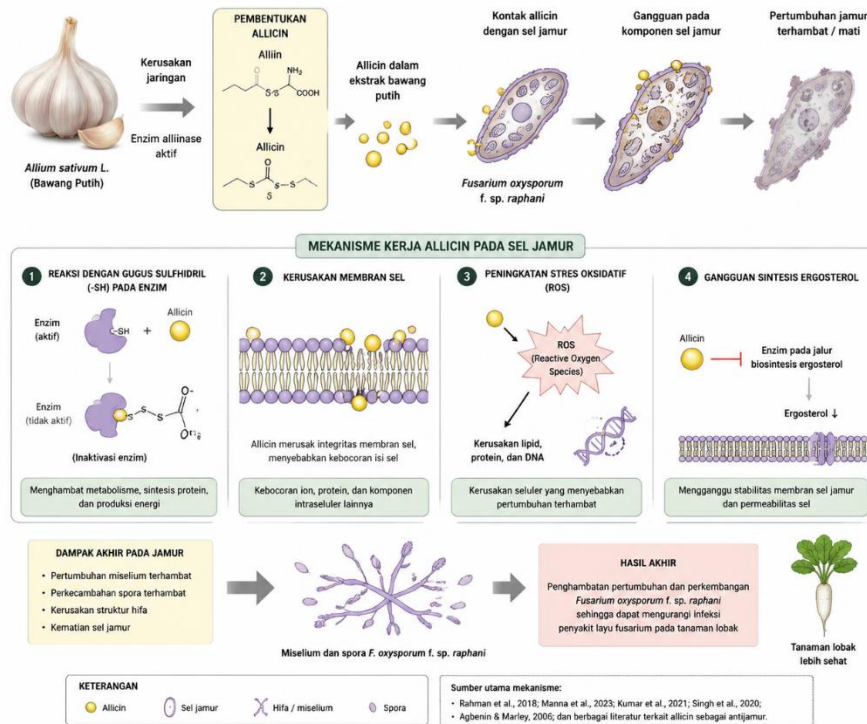 Allium sativum L.
(Bawang Putih)
Kerusakan
jaringan
Enzim alliinase
aktif
PEMBENTUKAN
ALLICIN
Alliin
O
NH₂
S
COOH
Allicin
O
S
S
S
Allicin dalam
ekstrak bawang
putih
Kontak allicin
dengan sel jamur
Fusarium oxysporum
f. sp. raphani
Gangguan pada
komponen sel jamur
Pertumbuhan jamur
terhambat / mati
MEKANISME KERJA ALLICIN PADA SEL JAMUR
1 REAKSI DENGAN GUGUS SULFHIDRIL
(-SH) PADA ENZIM
Enzim
(aktif)
-SH
+
Allicin
Enzim
(tidak aktif)
S
S
(Inaktivasi enzim)
Menghambat metabolisme, sintesis protein,
dan produksi energi
2 KERUSAKAN MEMBRAN SEL
Allicin merusak integritas membran sel,
menyebabkan kebocoran isi sel
Kebocoran ion, protein, dan komponen
intraseluler lainnya
3 PENINGKATAN STRES OKSIDATIF
(ROS)
ROS
(Reactive Oxygen
Species)
Kerusakan lipid,
protein, dan DNA
Kerusakan seluler yang menyebabkan
pertumbuhan terhambat
4 GANGGUAN SINTESIS ERGOSTEROL
Allicin
Enzim pada jalur
biosintesis ergosterol
Ergosterol ↓
Mengganggu stabilitas membran sel jamur
dan permeabilitas sel
DAMPAK AKHIR PADA JAMUR
• Pertumbuhan miselium terhambat
• Perkecambahan spora terhambat
• Kerusakan struktur hifa
• Kematian sel jamur
Miselium dan spora F. oxysporum f. sp. raphani
HASIL AKHIR
Penghambatan pertumbuhan dan perkembangan
Fusarium oxysporum f. sp. raphani
sehingga dapat mengurangi infeksi
penyakit layu fusarium pada tanaman lobak
Tanaman lobak
lebih sehat
KETERANGAN
Allicin
Sel jamur
Hifa / miselium
Spora
Sumber utama mekanisme:
• Rahman et al., 2018; Manna et al., 2023; Kumar et al., 2021; Singh et al., 2020;
• Agbenin & Marley, 2006; dan berbagai literatur terkait allicin sebagai antijamur.